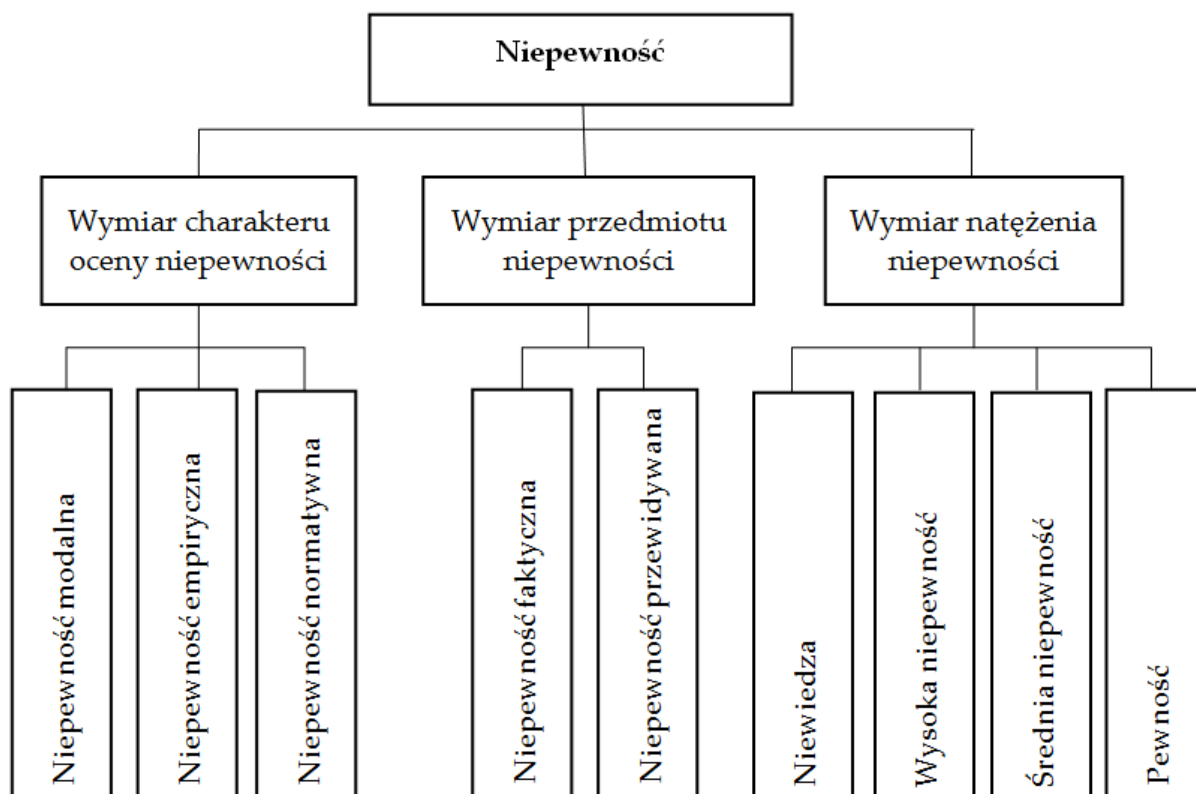 Niepewność
Wymiar charakteru
oceny niepewności
Wymiar przedmiotu
niepewności
Wymiar natężenia
niepewności
Niepewność modalna
Niepewność empiryczna
Niepewność normatywna
Niepewność faktyczna
Niepewność przewidywana
Niewiedza
Wysoka niepewność
Średnia niepewność
Pewność